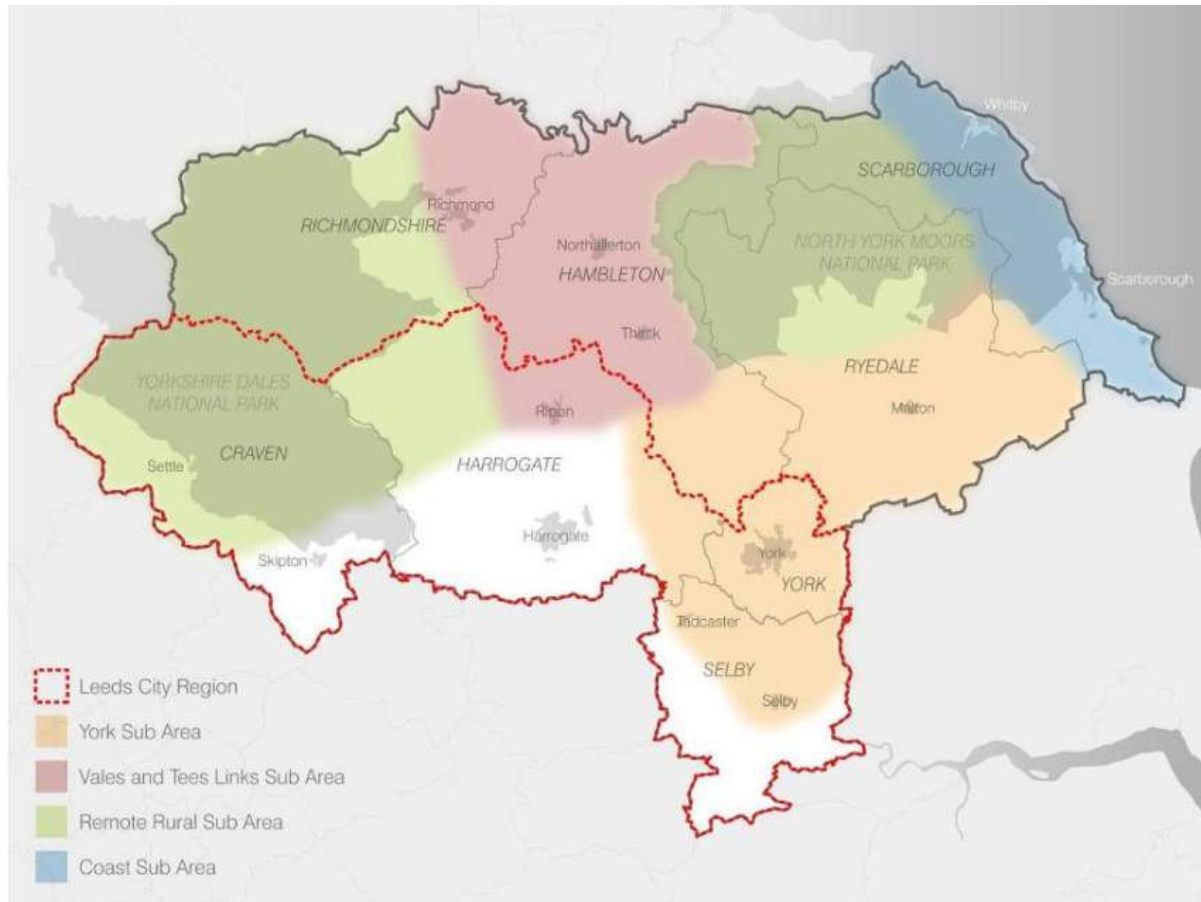 Whitby
SCARBOROUGH
Richmond
RICHMONDSHIRE
Northallerton
NORTH YORK MOORS
NATIONAL PARK
HAMBLETON
Scarborough
Thirsk
RYEDALE
YORKSHIRE DALES
NATIONAL PARK
Ripon
Malton
CRAVEN
Settle
HARROGATE
Harrogate
Skipton
York
YORK
Tadcaster
SELBY
Selby
Leeds City Region
York Sub Area
Vales and Tees Links Sub Area
Remote Rural Sub Area
Coast Sub Area